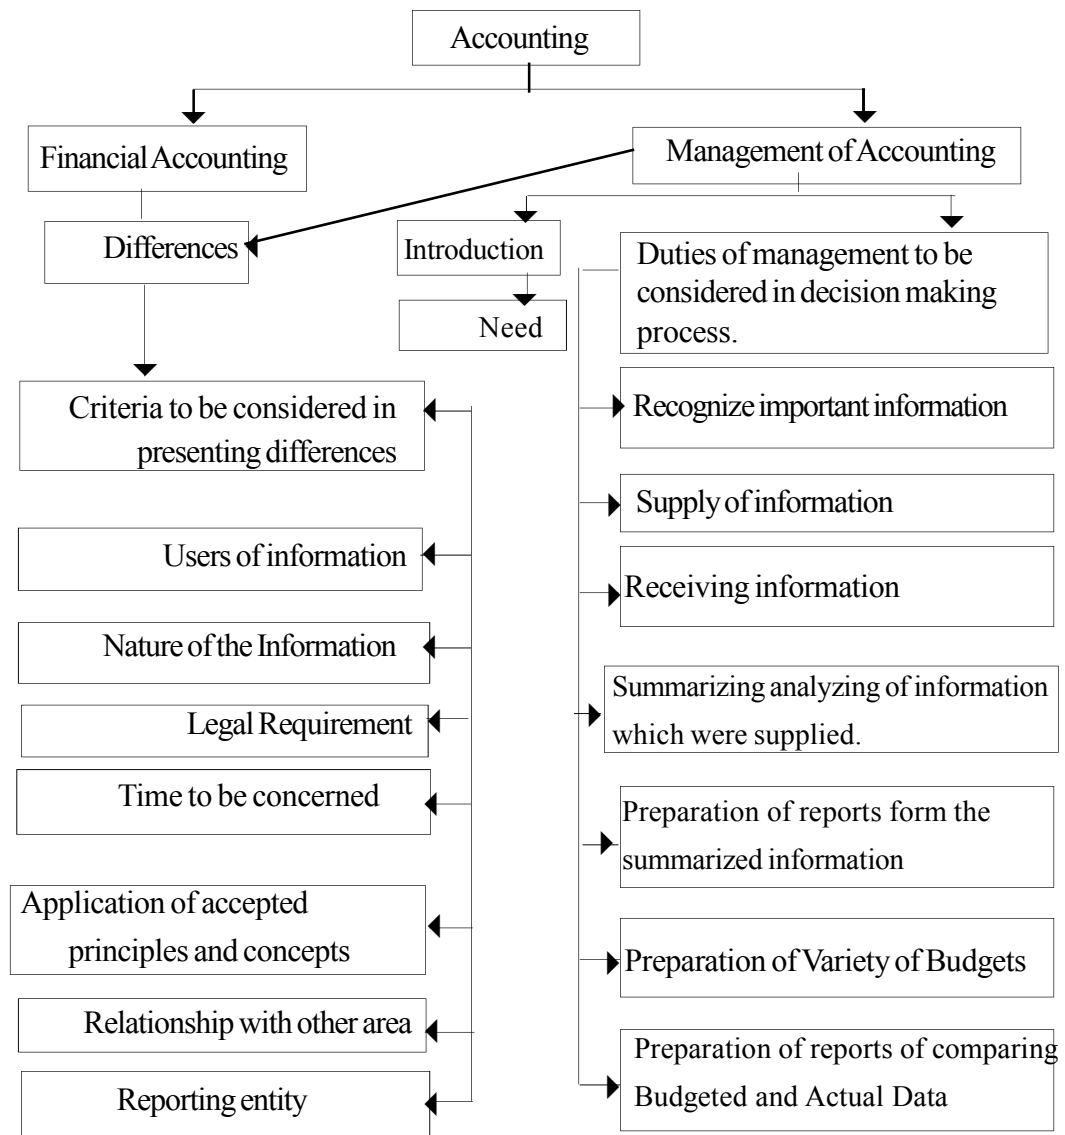 Accounting
Financial Accounting
Management of Accounting
Differences
Introduction
Need
Duties of management to be
considered in decision making
process.
Criteria to be considered in
presenting differences
Users of information
Nature of the Information
Legal Requirement
Time to be concerned
Application of accepted
principles and concepts
Relationship with other area
Reporting entity
Recognize important information
Supply of information
Receiving information
Summarizing analyzing of information
which were supplied.
Preparation of reports form the
summarized information
Preparation of Variety of Budgets
Preparation of reports of comparing
Budgeted and Actual Data